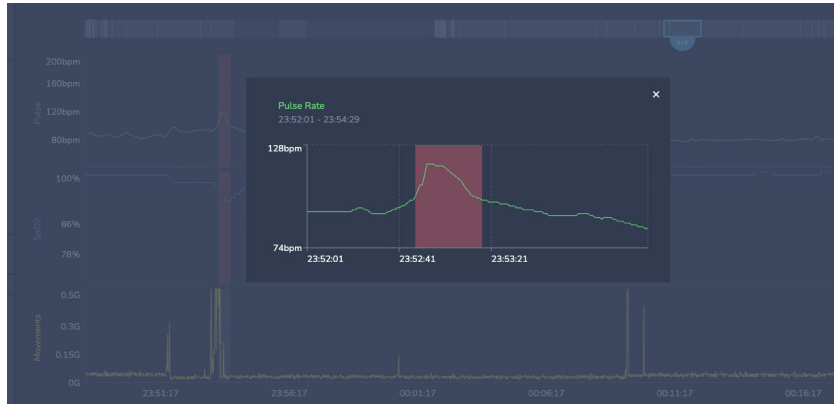 200bpm
160bpm
120bpm
80bpm
Pulse
100%
86%
78%
SpO2
0.5G
0.3G
0.15G
0G
Movements
23:51:17
23:56:17
00:01:17
00:06:17
00:11:17
00:16:17
Pulse Rate
×
23:52:01 - 23:54:29
128bpm
74bpm
23:52:01
23:52:41
23:53:21